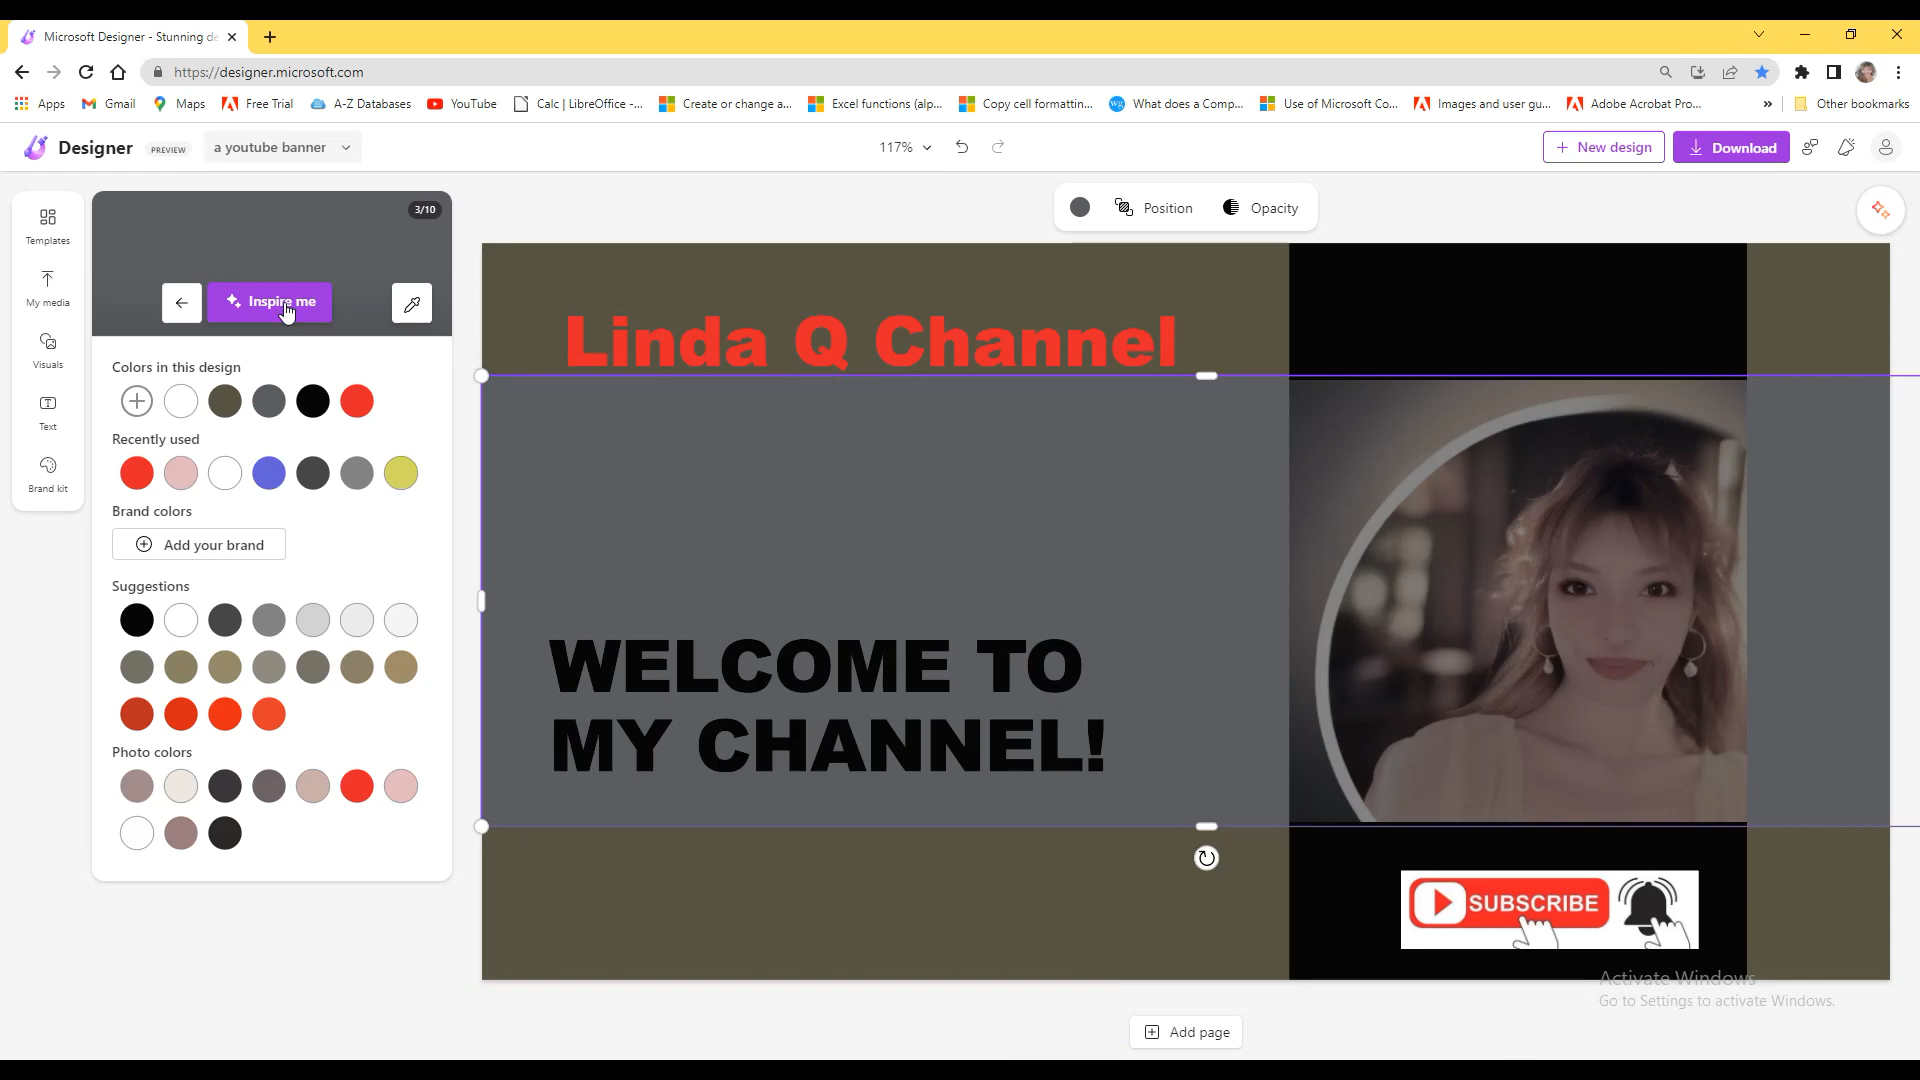 Microsoft Designer - Stunning de
https://designer.microsoft.com
Apps Gmail Maps Free Trial A-Z Databases YouTube Calc | LibreOffice -... Create or change a... Excel functions (alp... Copy cell formattin... What does a Comp... Use of Microsoft Co... Images and user gu... Adobe Acrobat Pro... » Other bookmarks
Designer PREVIEW a youtube banner 117% New design Download
Templates
My media
Visuals
Text
Brand kit
3/10
Inspire me
Colors in this design
Recently used
Brand colors
Add your brand
Suggestions
Photo colors
Position Opacity
Linda Q Channel
WELCOME TO
MY CHANNEL!
SUBSCRIBE
Activate Windows
Go to Settings to activate Windows.
Add page